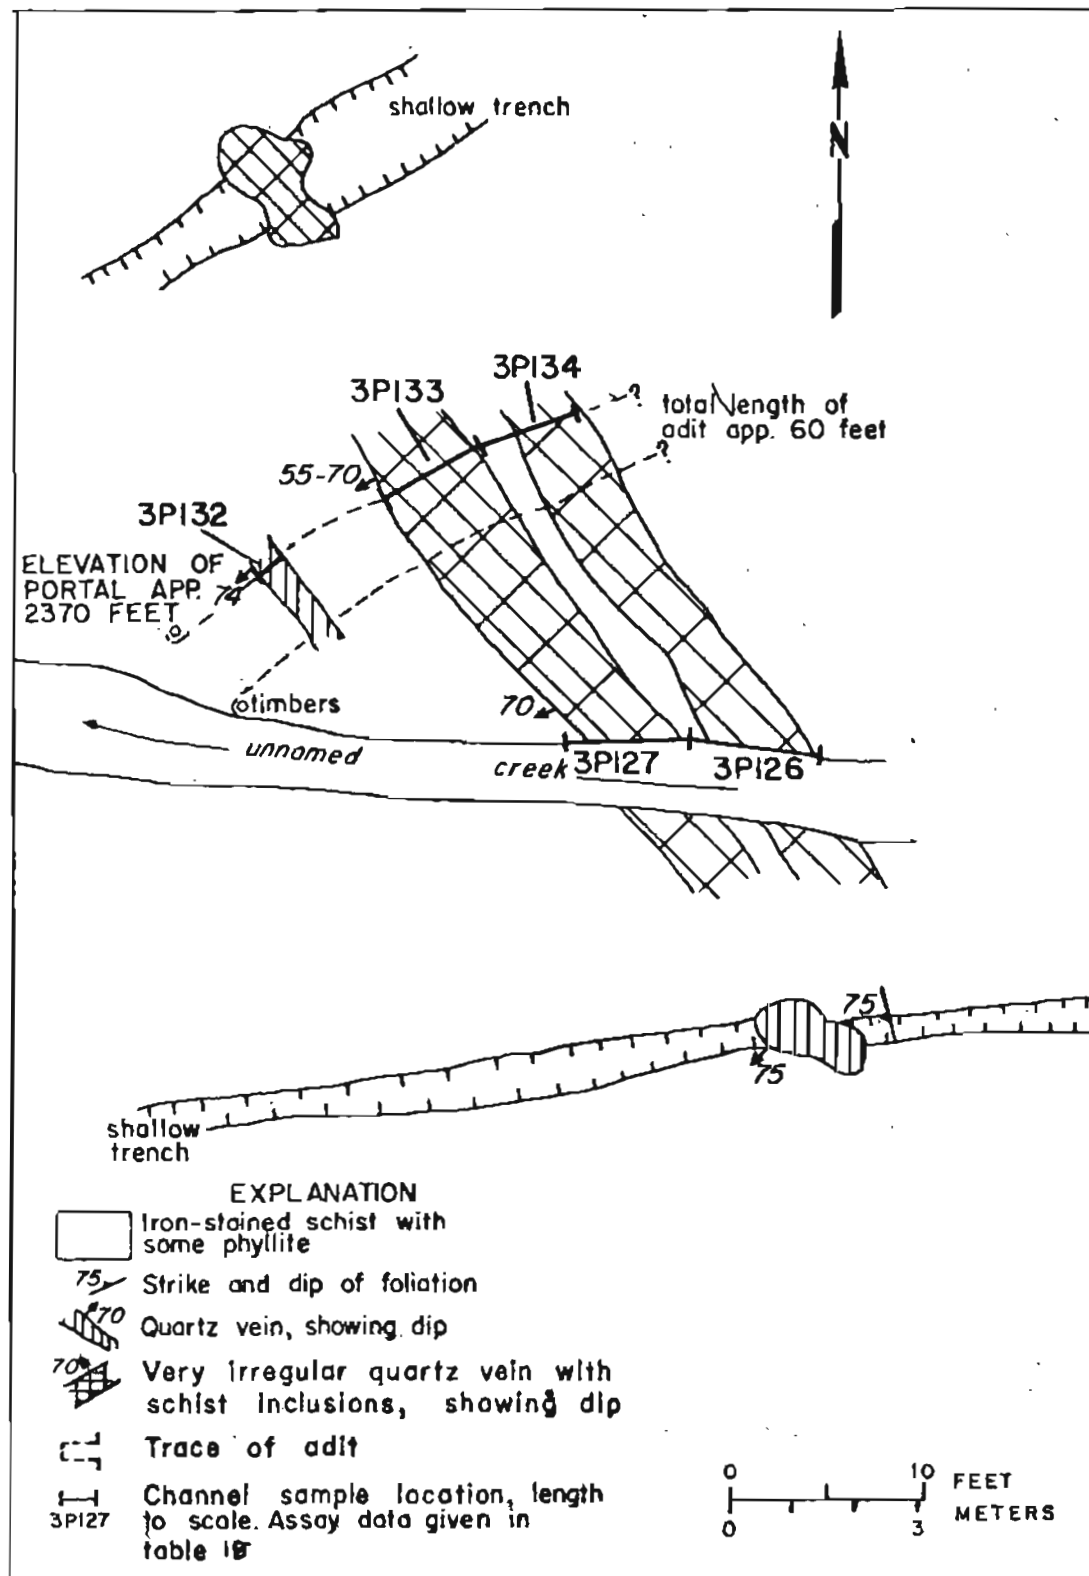 shallow trench
N
3P133
3P134
?
total length of
adit app. 60 feet
?
55-70
3P132
ELEVATION OF
PORTAL APP.
2370 FEET
74
timbers
70
unnamed
creek
3P127
3P126
75
75
shallow
trench
EXPLANATION
Iron-stained schist with
some phyllite
75
Strike and dip of foliation
70
Quartz vein, showing dip
70
Very irregular quartz vein with
schist inclusions, showing dip
Trace of adit
Channel sample location, length
to scale. Assay data given in
3P127
table
0
10
FEET
METERS
0
3